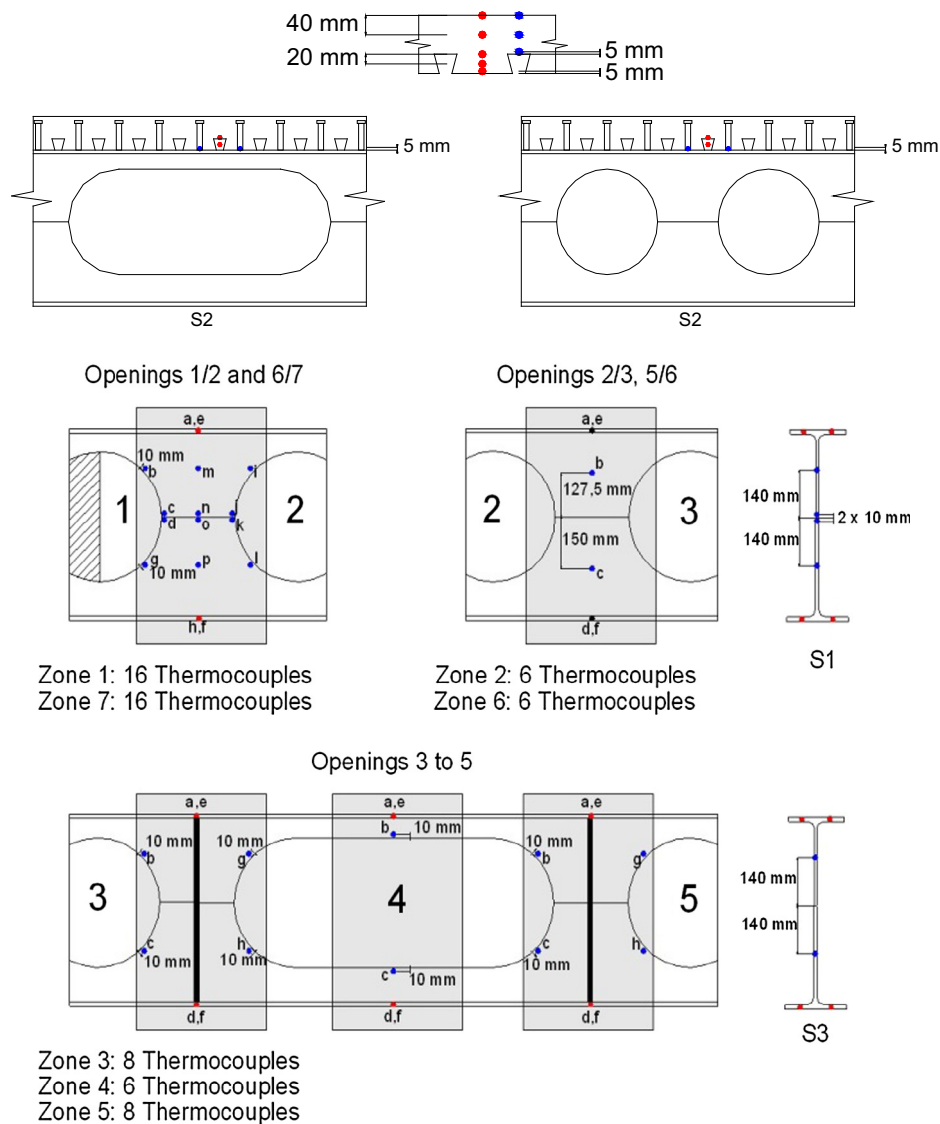 40 mm
20 mm
5 mm
5 mm
5 mm
5 mm
S2
S2
Openings 1/2 and 6/7
Openings 2/3, 5/6
a,e
10 mm
b
m
i
1
c
n
j
2
d
o
k
g
p
l
10 mm
h,f
a,e
b
127,5 mm
2
3
150 mm
c
d,f
140 mm
2 x 10 mm
140 mm
S1
Zone 1: 16 Thermocouples
Zone 7: 16 Thermocouples
Zone 2: 6 Thermocouples
Zone 6: 6 Thermocouples
Openings 3 to 5
a,e
a,e
a,e
10 mm
10 mm
b
10 mm
10 mm
b
g
b
g
3
4
5
c
h
c
h
10 mm
10 mm
c
10 mm
10 mm
d,f
d,f
d,f
140 mm
140 mm
S3
Zone 3: 8 Thermocouples
Zone 4: 6 Thermocouples
Zone 5: 8 Thermocouples